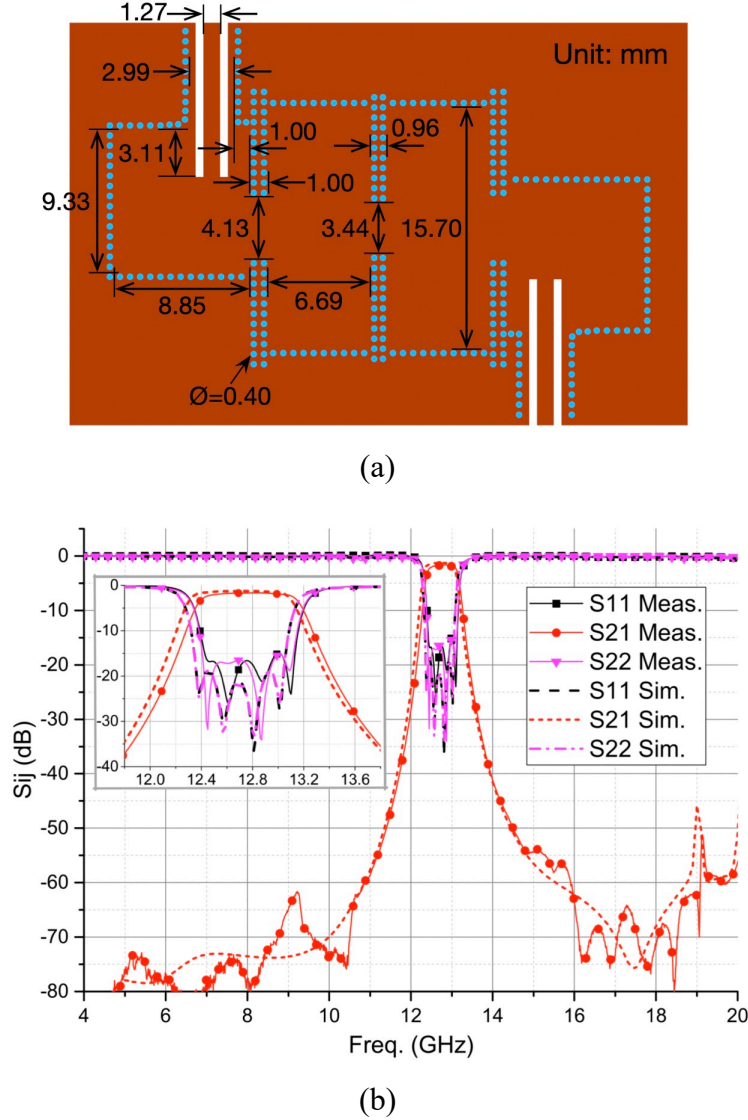 1.27
Unit: mm
2.99
1.00
0.96
3.11
1.00
9.33
4.13
3.44
15.70
8.85
6.69
Ø=0.40
(a)
0
-10
-20
-30
-40
-50
-60
-70
-80
Sij (dB)
0
-10
-20
-30
-40
12.0 12.4 12.8 13.2 13.6
S11 Meas.
S21 Meas.
S22 Meas.
S11 Sim.
S21 Sim.
S22 Sim.
4 6 8 10 12 14 16 18 20
Freq. (GHz)
(b)